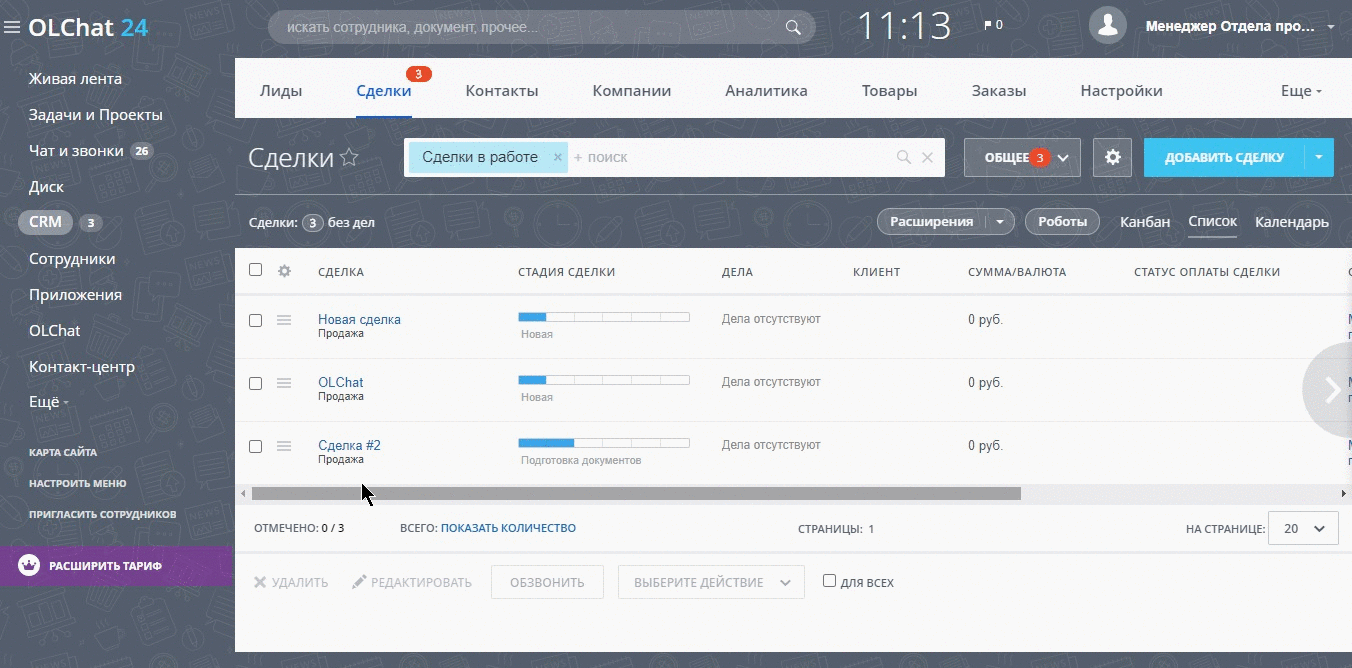 OLChat 24
искать сотрудника, документ, прочее...
11:13
0
Менеджер Отдела про...
Живая лента
Задачи и Проекты
Чат и звонки 26
Диск
CRM 3
Сотрудники
Приложения
OLChat
Контакт-центр
Ещё
КАРТА САЙТА
НАСТРОИТЬ МЕНЮ
ПРИГЛАСИТЬ СОТРУДНИКОВ
РАСШИРИТЬ ТАРИФ
Лиды
Сделки 3
Контакты
Компании
Аналитика
Товары
Заказы
Настройки
Еще
Сделки
Сделки в работе × + поиск
ОБЩЕЕ 3
ДОБАВИТЬ СДЕЛКУ
Сделки: 3 без дел
Расширения
Роботы
Канбан
Список
Календарь
СДЕЛКА СТАДИЯ СДЕЛКИ ДЕЛА КЛИЕНТ СУММА/ВАЛЮТА СТАТУС ОПЛАТЫ СДЕЛКИ
Новая сделка Дела отсутствуют 0 руб.
Продажа Новая
OLChat Дела отсутствуют 0 руб.
Продажа Новая
Сделка #2 Дела отсутствуют 0 руб.
Продажа Подготовка документов
ОТМЕЧЕНО: 0 / 3 ВСЕГО: ПОКАЗАТЬ КОЛИЧЕСТВО СТРАНИЦЫ: 1 НА СТРАНИЦЕ: 20
УДАЛИТЬ РЕДАКТИРОВАТЬ ОБЗВОНИТЬ ВЫБЕРИТЕ ДЕЙСТВИЕ ДЛЯ ВСЕХ